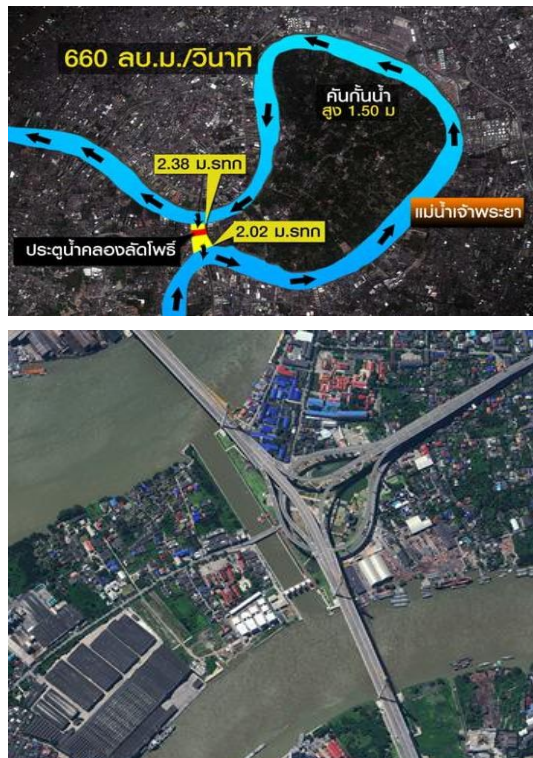 660 ลบ.ม./วินาที
คันกั้นน้ำ
สูง 1.50 ม
2.38 ม.รทก
แม่น้ำเจ้าพระยา
2.02 ม.รทก
ประตูน้ำคลองลัดโพธิ์